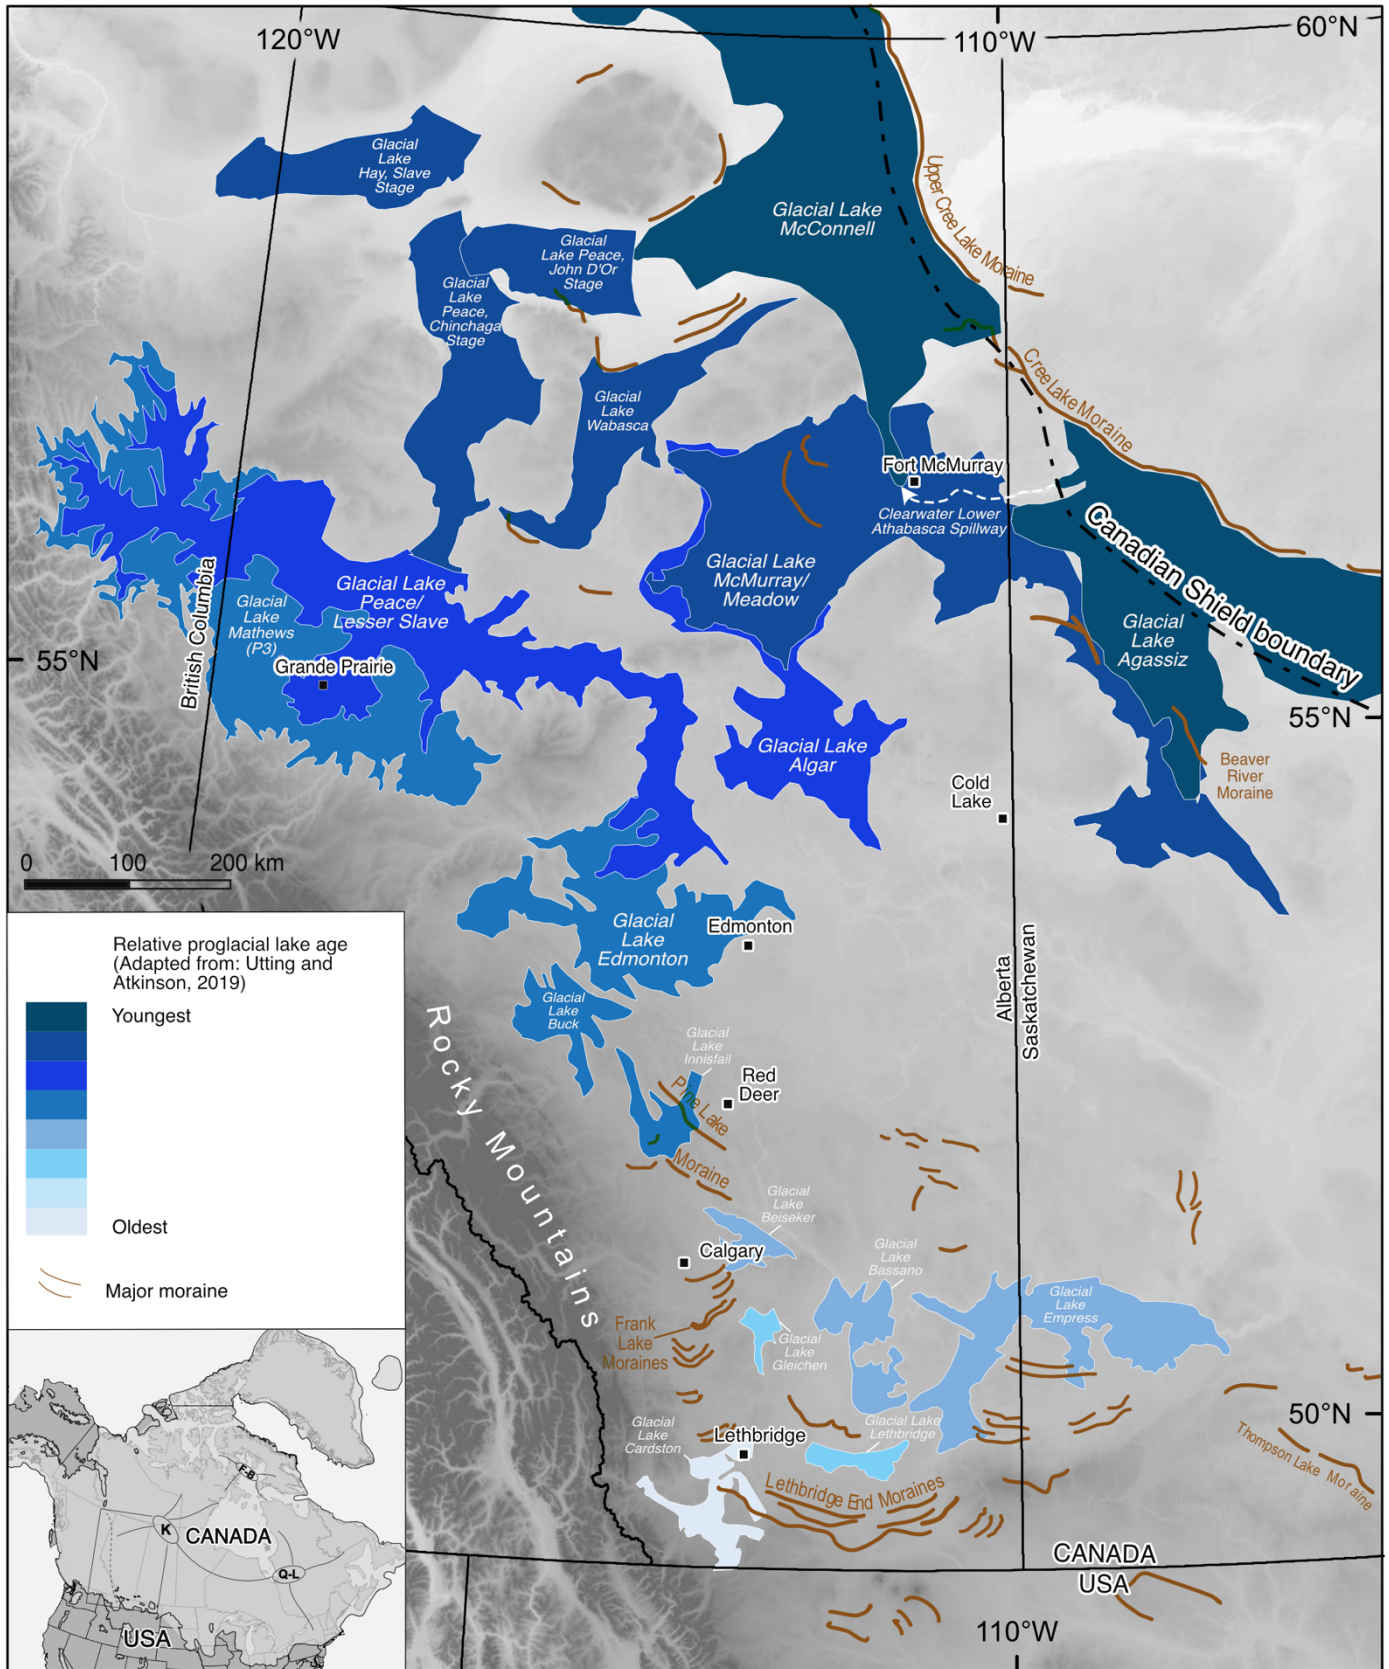 120°W
110°W
60°N
Glacial
Lake
Hay, Slave
Stage
Upper Cree Lake Moraine
Glacial Lake
McConnell
Glacial
Lake Peace,
John D'Or
Stage
Glacial
Lake
Peace,
Chinchaga
Stage
Cree Lake Moraine
Glacial
Lake
Wabasca
Fort McMurray
Clearwater Lower
Athabasca Spillway
Canadian Shield boundary
Glacial Lake
McMurray/
Meadow
Glacial Lake
Peace/
Lesser Slave
Glacial
Lake
Mathews
(P3)
British Columbia
Glacial
Lake
Agassiz
55°N
Grande Prairie
55°N
Glacial Lake
Algar
Beaver
River
Moraine
Cold
Lake
0 100 200 km
Glacial
Lake
Edmonton
Edmonton
Alberta
Saskatchewan
Relative proglacial lake age
(Adapted from: Utting and
Atkinson, 2019)
Youngest
Oldest
Major moraine
Glacial
Lake
Buck
Rocky Mountains
Glacial
Lake
Innisfail
Red
Deer
Pine Lake
Moraine
Glacial
Lake
Beiseker
Calgary
Glacial
Lake
Bassano
Glacial
Lake
Empress
Frank
Lake
Moraines
Glacial
Lake
Gleichen
50°N
Glacial
Lake
Cardston
Lethbridge
Glacial Lake
Lethbridge
Thompson Lake Moraine
Lethbridge End Moraines
CANADA
USA
110°W
F-B
K
CANADA
Q-L
USA